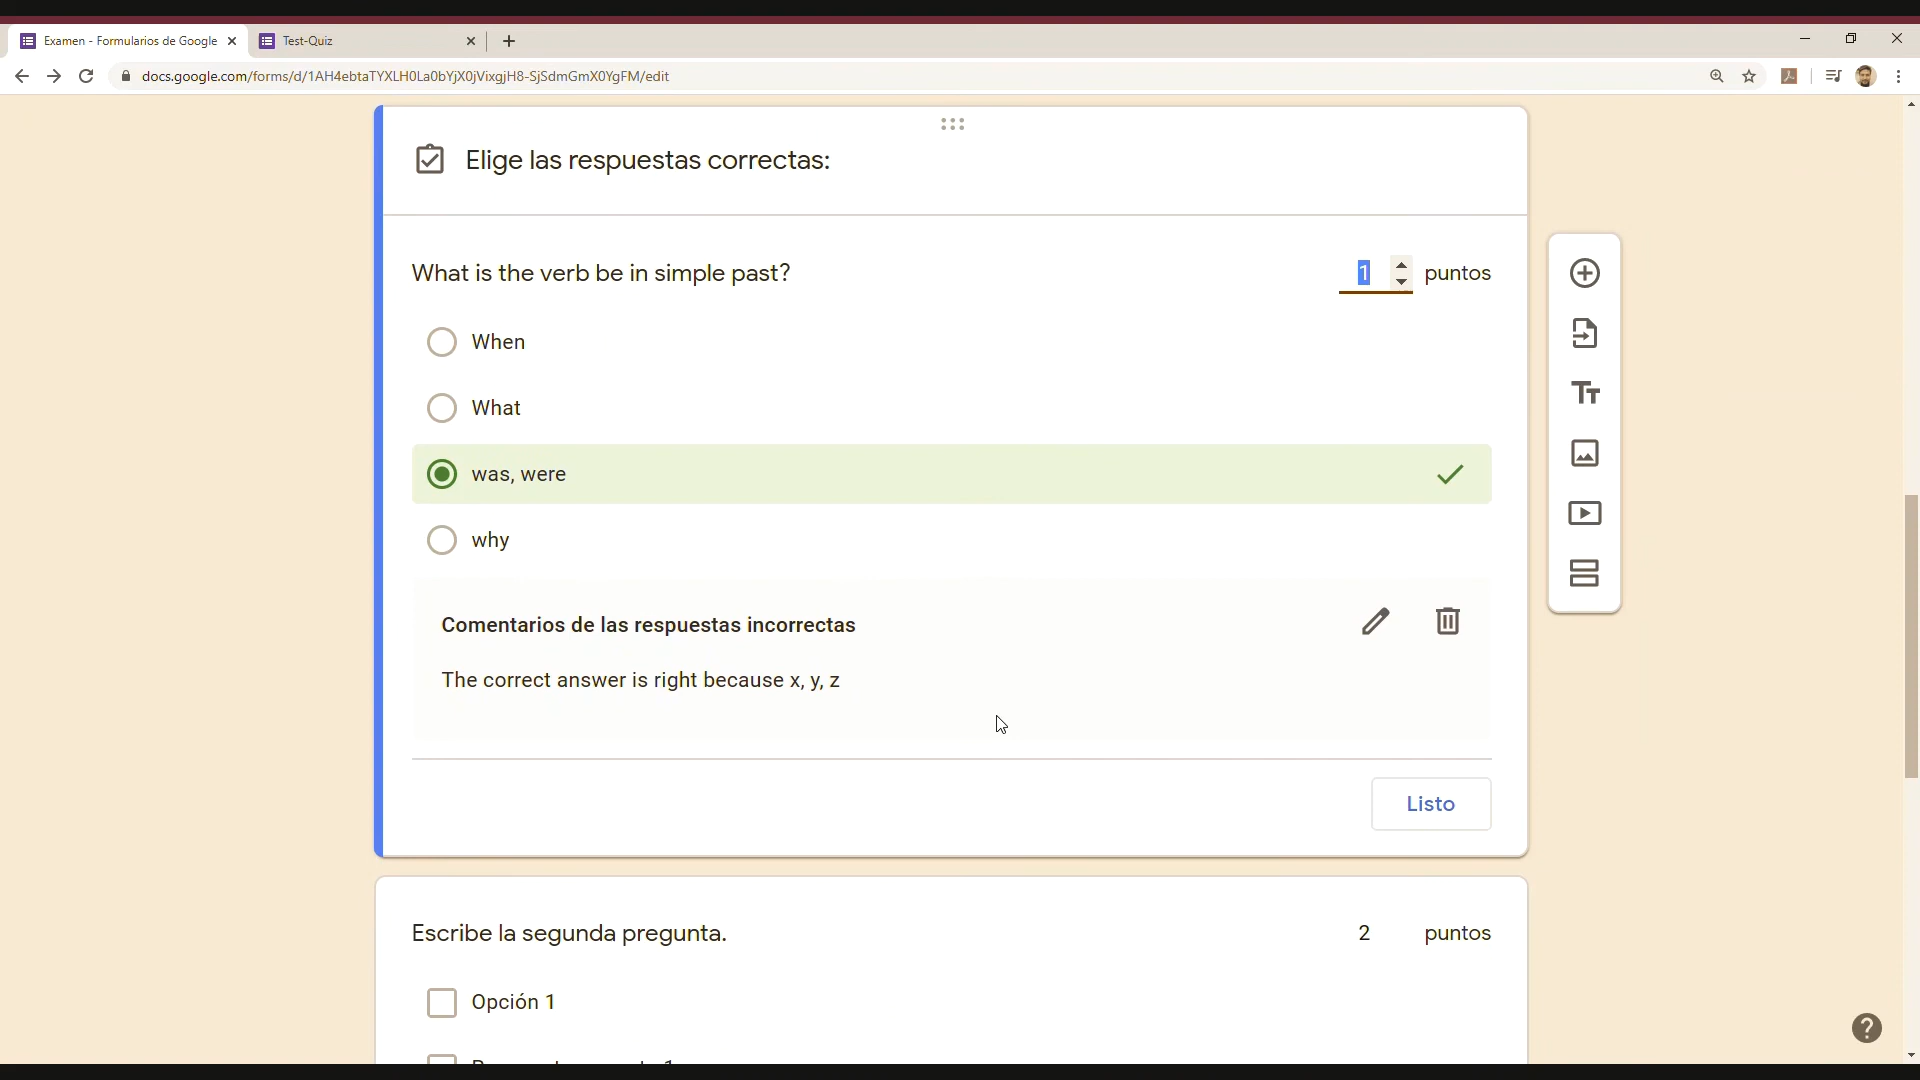 Examen - Formularios de Google
Test-Quiz
docs.google.com/forms/d/1AH4ebtaTYXLH0La0bYjX0jVixgjH8-SjSdmGmX0YgFM/edit
Elige las respuestas correctas:
What is the verb be in simple past?
1 puntos
When
What
was, were
why
Comentarios de las respuestas incorrectas
The correct answer is right because x, y, z
Listo
Escribe la segunda pregunta.
2 puntos
Opción 1